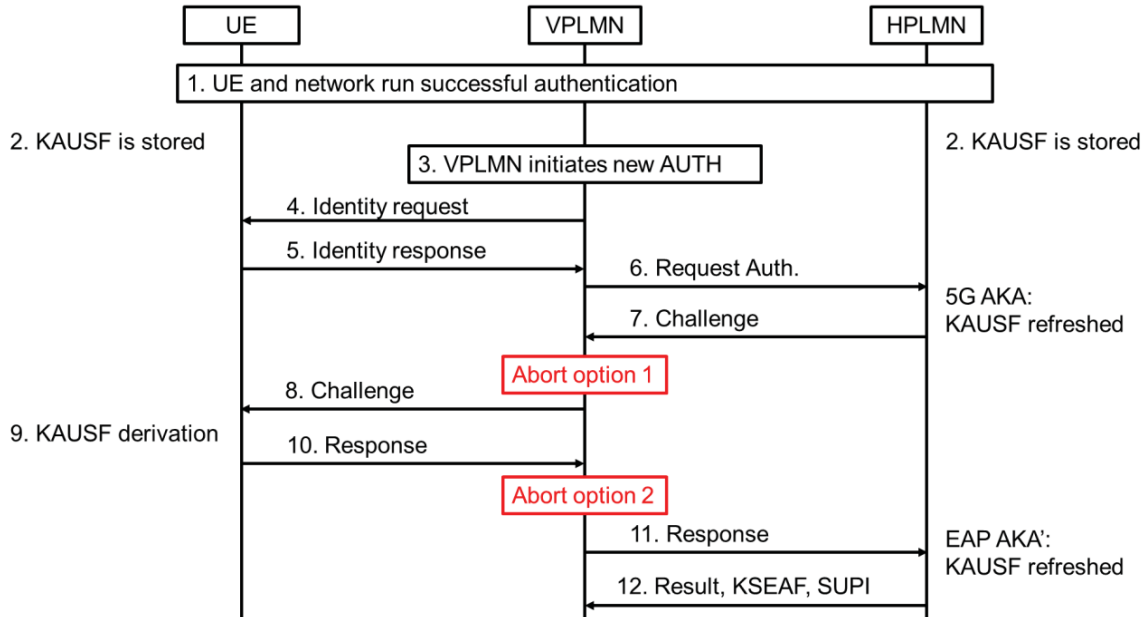 UE
VPLMN
HPLMN
1. UE and network run successful authentication
2. KAUSF is stored
2. KAUSF is stored
3. VPLMN initiates new AUTH
4. Identity request
5. Identity response
6. Request Auth.
5G AKA:
KAUSF refreshed
7. Challenge
Abort option 1
8. Challenge
9. KAUSF derivation
10. Response
Abort option 2
11. Response
EAP AKA’:
KAUSF refreshed
12. Result, KSEAF, SUPI